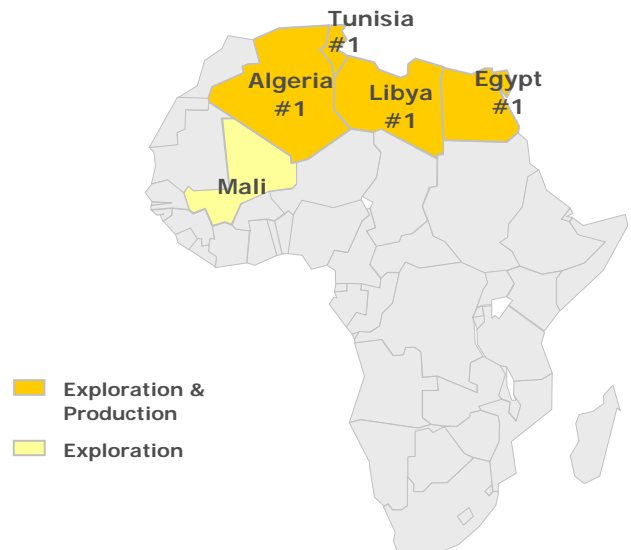 Tunisia
#1
Algeria
#1
Libya
#1
Egypt
#1
Mali
Exploration &
Production
Exploration